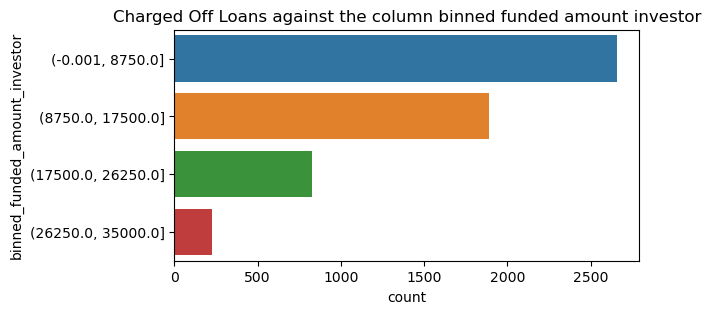 Charged Off Loans against the column binned funded amount investor
binned_funded_amount_investor
(-0.001, 8750.0]
(8750.0, 17500.0]
(17500.0, 26250.0]
(26250.0, 35000.0]
0 500 1000 1500 2000 2500
count